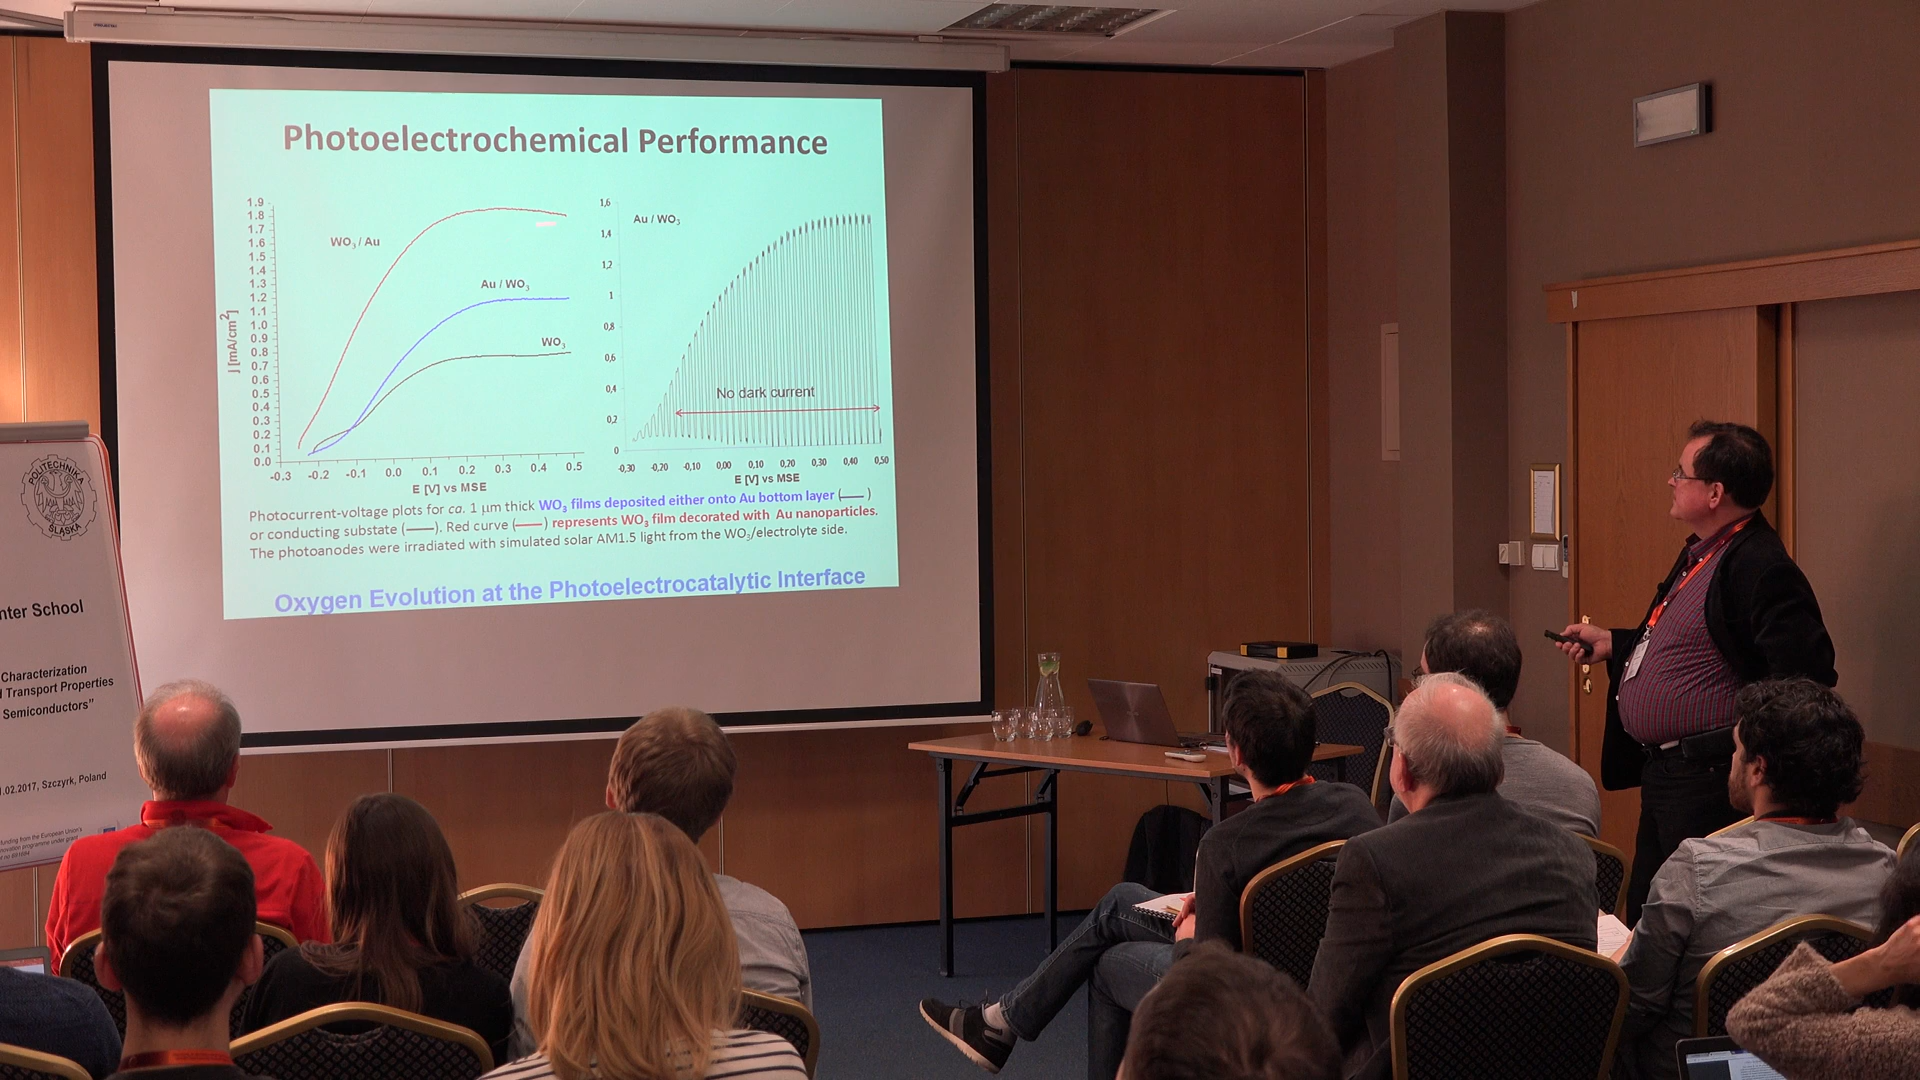 Photoelectrochemical Performance
1.9
1.8
1.7
1.6
1.5
1.4
1.3
1.2
1.1
1.0
0.9
0.8
0.7
0.6
0.5
0.4
0.3
0.2
0.1
0.0
J [mA/cm²]
WO₃ / Au
Au / WO₃
WO₃
-0.3 -0.2 -0.1 0.0 0.1 0.2 0.3 0.4 0.5
E [V] vs MSE
1,6
1,4
1,2
1
0,8
0,6
0,4
0,2
0
Au / WO₃
No dark current
-0,30 -0,20 -0,10 0,00 0,10 0,20 0,30 0,40 0,50
E [V] vs MSE
Photocurrent-voltage plots for ca. 1 μm thick WO₃ films deposited either onto Au bottom layer ( )
or conducting substate ( ). Red curve ( ) represents WO₃ film decorated with Au nanoparticles.
The photoanodes were irradiated with simulated solar AM1.5 light from the WO₃/electrolyte side.
Oxygen Evolution at the Photoelectrocatalytic Interface
POLITECHNIKA
ŚLĄSKA
nter School
Characterization
d Transport Properties
Semiconductors”
.02.2017, Szczyrk, Poland
funding from the European Union's